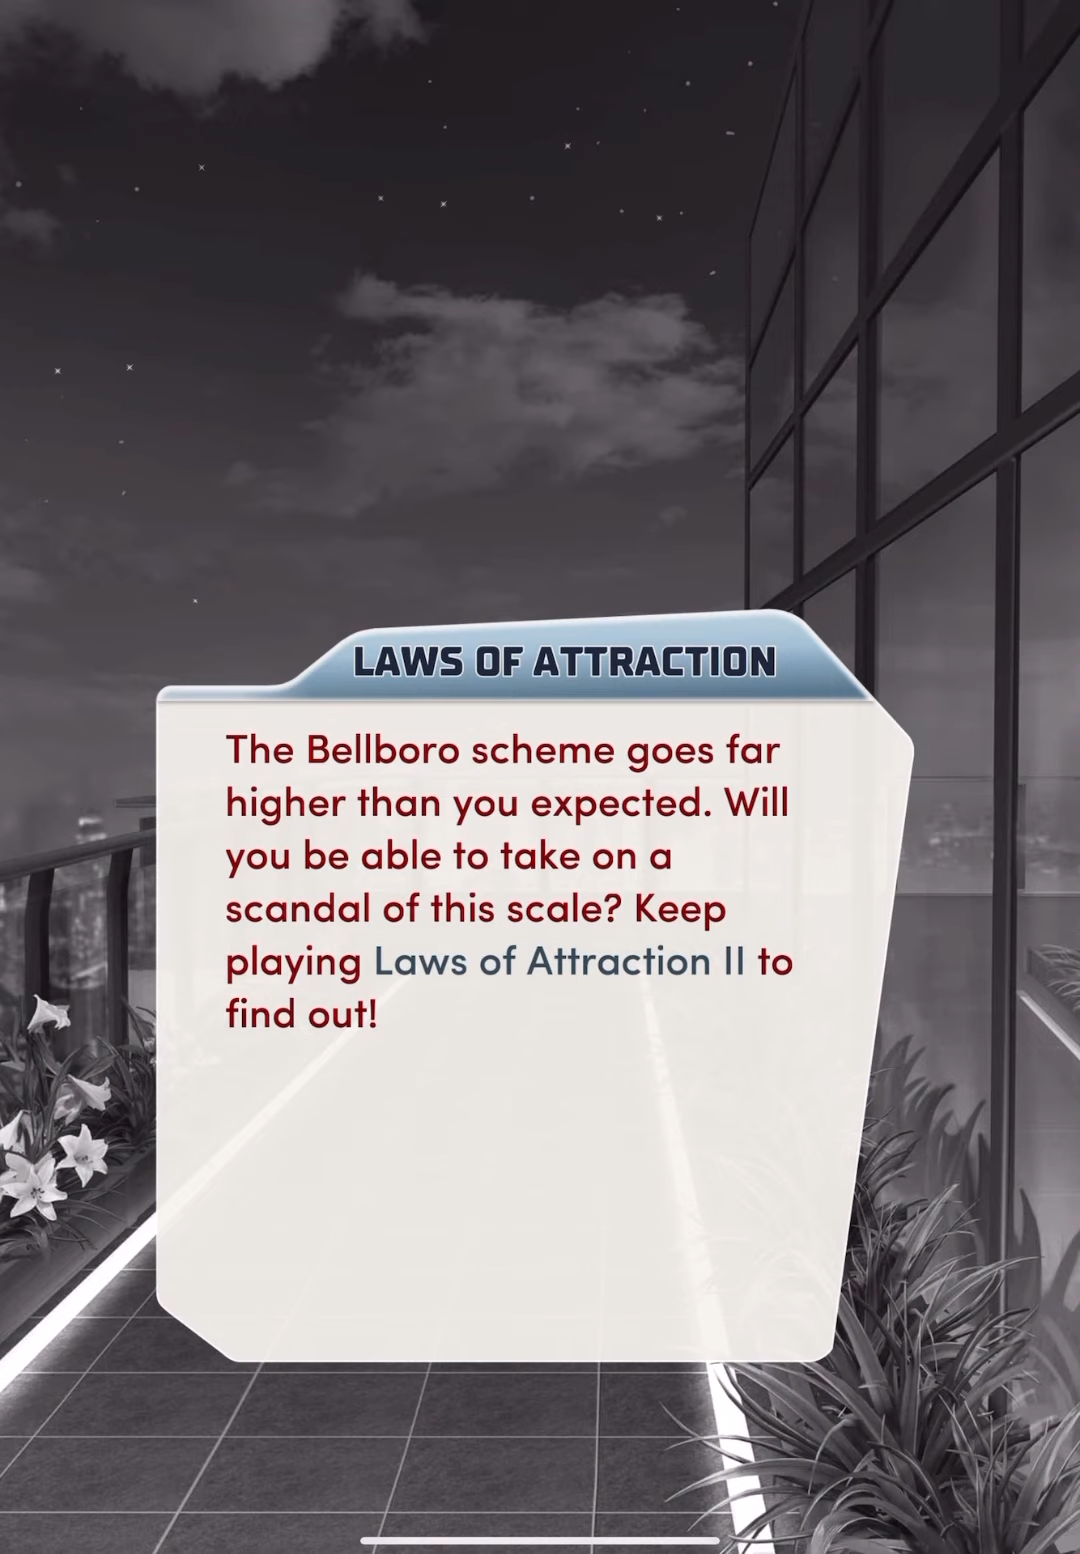 LAWS OF ATTRACTION
The Bellboro scheme goes far
higher than you expected. Will
you be able to take on a
scandal of this scale? Keep
playing Laws of Attraction II to
find out!